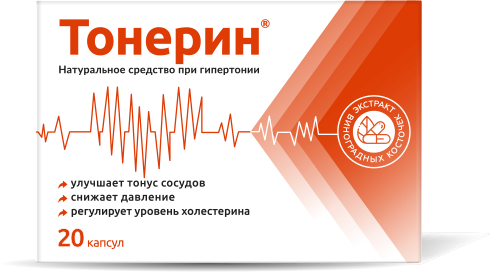 Тонерин®
Натуральное средство при гипертонии
ЭКСТРАКТ
ВИНОГРАДНЫХ КОСТОЧЕК
улучшает тонус сосудов
снижает давление
регулирует уровень холестерина
20 капсул